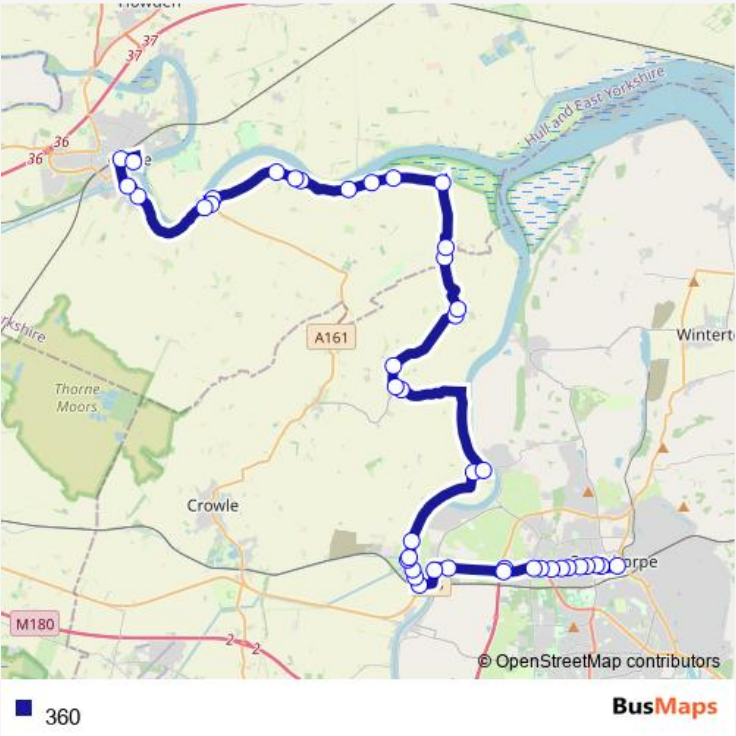 37
37
Hull and East Yorkshire
36
36
A161
Winter
Thorne
Moors
Crowle
M180
2
2
© OpenStreetMap contributors
360
BusMaps